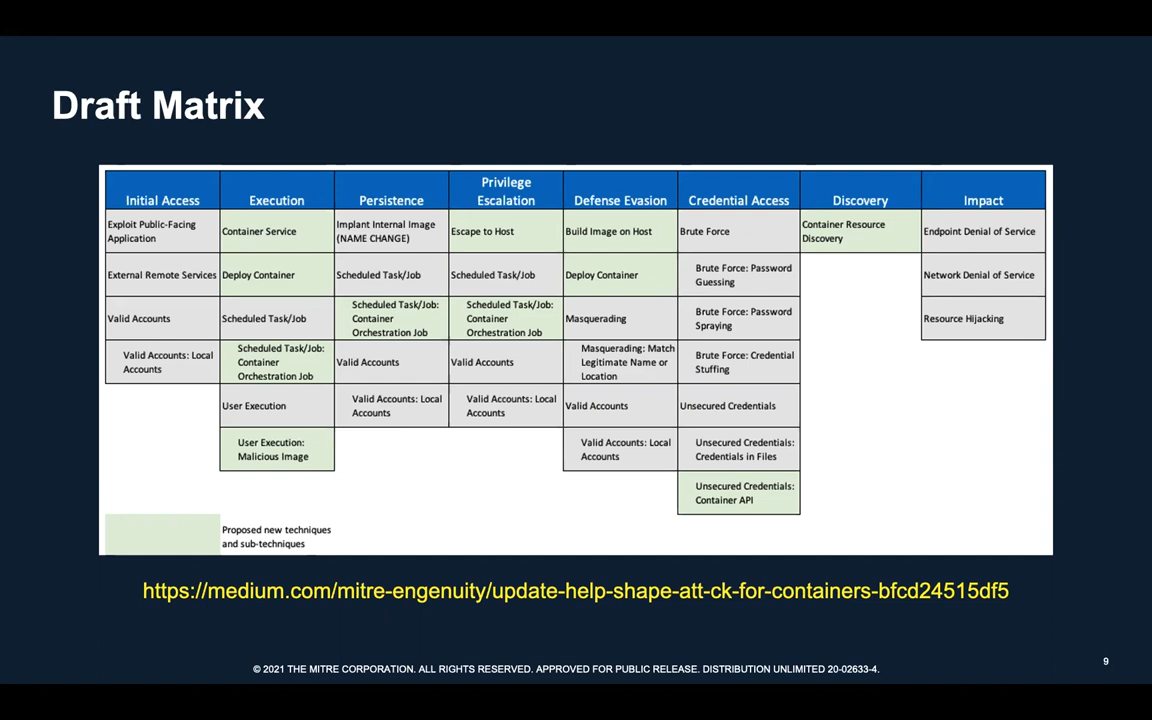 Draft Matrix
Initial Access
Execution
Persistence
Privilege
Escalation
Defense Evasion
Credential Access
Discovery
Impact
Exploit Public-Facing
Application
Container Service
Implant Internal Image
(NAME CHANGE)
Escape to Host
Build Image on Host
Brute Force
Container Resource
Discovery
Endpoint Denial of Service
External Remote Services
Deploy Container
Scheduled Task/Job
Scheduled Task/Job
Deploy Container
Brute Force: Password
Guessing
Network Denial of Service
Valid Accounts
Scheduled Task/Job
Scheduled Task/Job:
Container
Orchestration Job
Scheduled Task/Job:
Container
Orchestration Job
Masquerading
Brute Force: Password
Spraying
Resource Hijacking
Valid Accounts: Local
Accounts
Scheduled Task/Job:
Container
Orchestration Job
Valid Accounts
Valid Accounts
Masquerading: Match
Legitimate Name or
Location
Brute Force: Credential
Stuffing
User Execution
Valid Accounts: Local
Accounts
Valid Accounts: Local
Accounts
Valid Accounts
Unsecured Credentials
User Execution:
Malicious Image
Valid Accounts: Local
Accounts
Unsecured Credentials:
Credentials in Files
Unsecured Credentials:
Container API
Proposed new techniques
and sub-techniques
https://medium.com/mitre-engenuity/update-help-shape-att-ck-for-containers-bfcd24515df5
© 2021 THE MITRE CORPORATION. ALL RIGHTS RESERVED. APPROVED FOR PUBLIC RELEASE. DISTRIBUTION UNLIMITED 20-02633-4.
9